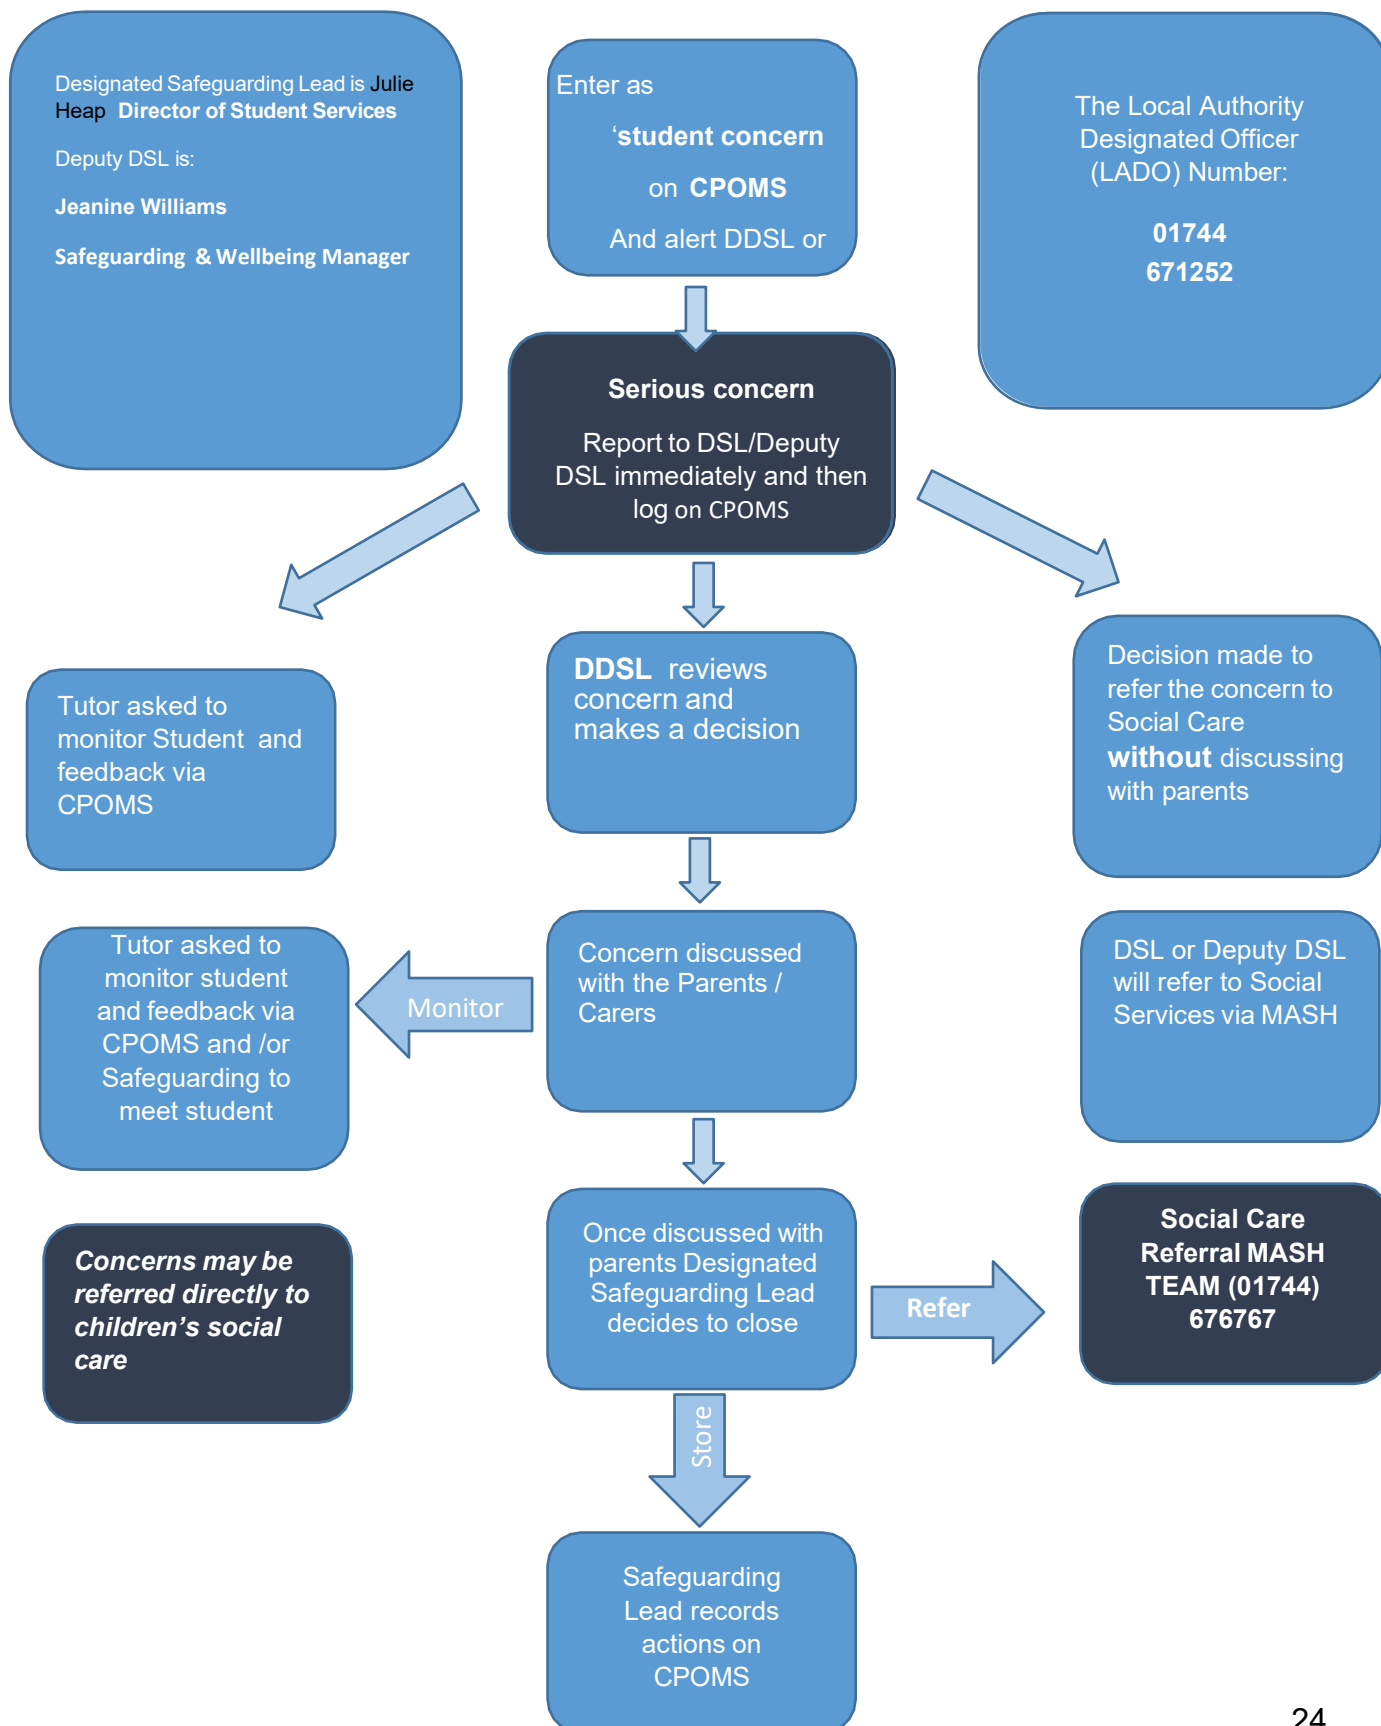 Designated Safeguarding Lead is Julie
Heap  Director of Student Services
Deputy DSL is:
Jeanine Williams
Safeguarding & Wellbeing Manager
Enter as
‘student concern
on CPOMS
And alert DDSL or
The Local Authority
Designated Officer
(LADO) Number:
01744
671252
Serious concern
Report to DSL/Deputy
DSL immediately and then
log on CPOMS
Tutor asked to
monitor Student and
feedback via
CPOMS
DDSL reviews
concern and
makes a decision
Decision made to
refer the concern to
Social Care
without discussing
with parents
Tutor asked to
monitor student
and feedback via
CPOMS and /or
Safeguarding to
meet student
Monitor
Concern discussed
with the Parents /
Carers
DSL or Deputy DSL
will refer to Social
Services via MASH
Concerns may be
referred directly to
children’s social
care
Once discussed with
parents Designated
Safeguarding Lead
decides to close
Refer
Social Care
Referral MASH
TEAM (01744)
676767
Store
Safeguarding
Lead records
actions on
CPOMS
24